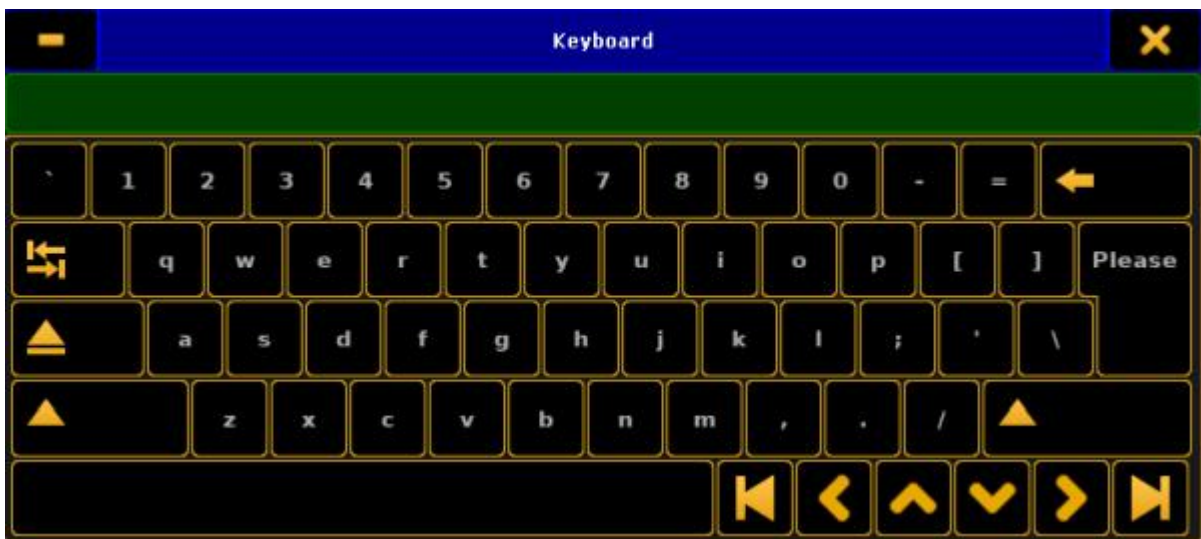 Keyboard
` 1 2 3 4 5 6 7 8 9 0 - =
q w e r t y u i o p [ ] Please
a s d f g h j k l ; ' \
z x c v b n m , . /